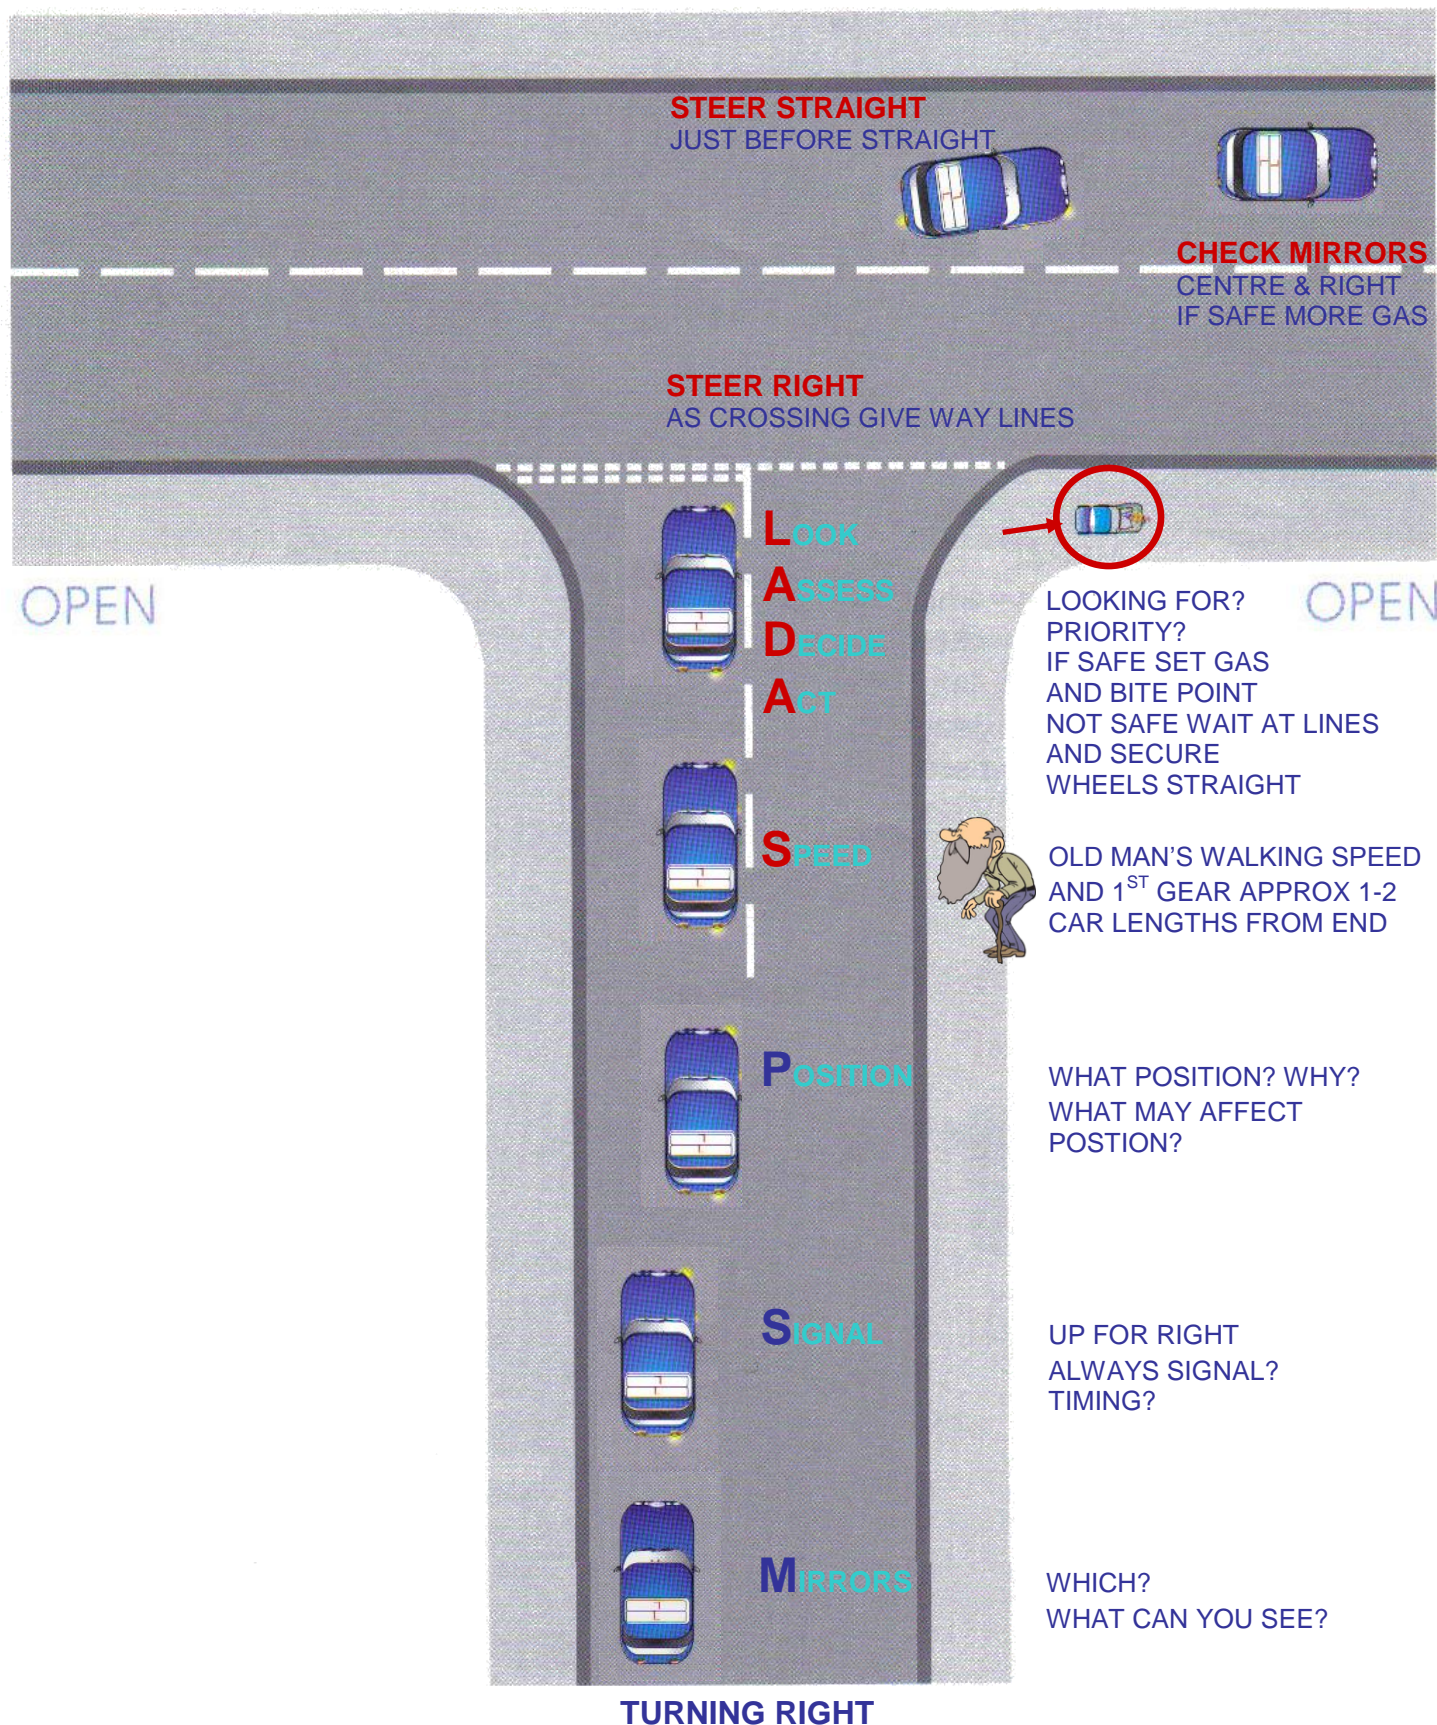 STEER STRAIGHT
JUST BEFORE STRAIGHT
CHECK MIRRORS
CENTRE & RIGHT
IF SAFE MORE GAS
STEER RIGHT
AS CROSSING GIVE WAY LINES
LOOK
ASSESS
DECIDE
ACT
OPEN
OPEN
LOOKING FOR?
PRIORITY?
IF SAFE SET GAS
AND BITE POINT
NOT SAFE WAIT AT LINES
AND SECURE
WHEELS STRAIGHT
SPEED
OLD MAN'S WALKING SPEED
AND 1ST GEAR APPROX 1-2
CAR LENGTHS FROM END
POSITION
WHAT POSITION? WHY?
WHAT MAY AFFECT
POSTION?
SIGNAL
UP FOR RIGHT
ALWAYS SIGNAL?
TIMING?
MIRRORS
WHICH?
WHAT CAN YOU SEE?
TURNING RIGHT